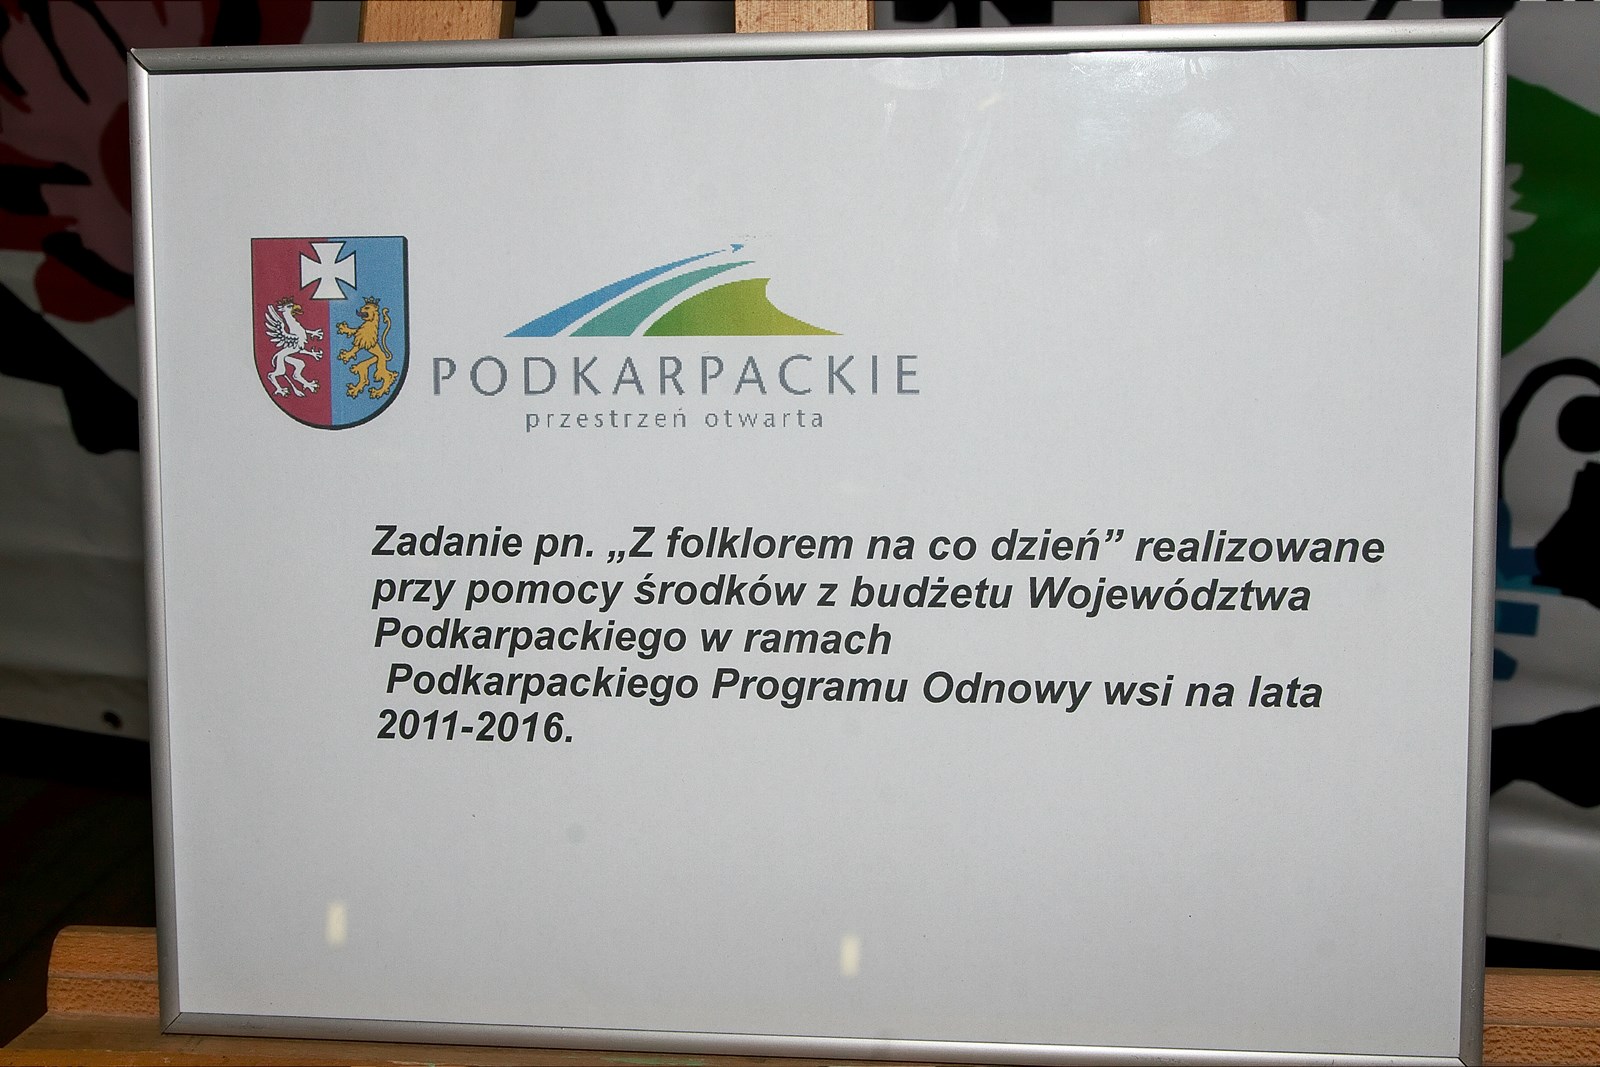 PODKARPACKIE
przestrzeń otwarta
Zadanie pn. „Z folklorem na co dzień” realizowane
przy pomocy środków z budżetu Województwa
Podkarpackiego w ramach
Podkarpackiego Programu Odnowy wsi na lata
2011-2016.